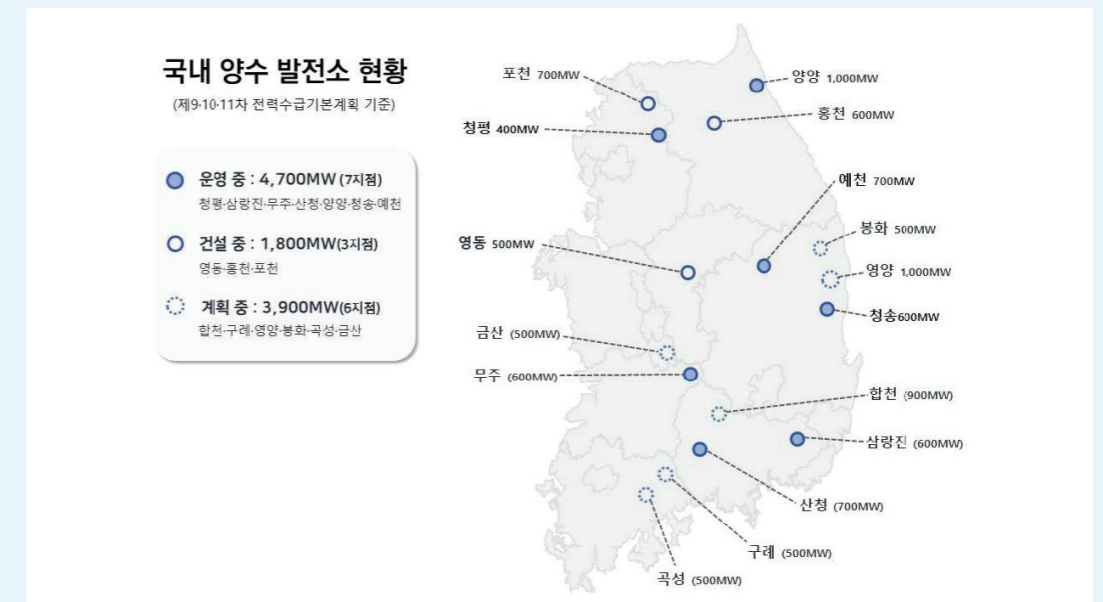 국내 양수 발전소 현황
(제9·10·11차 전력수급기본계획 기준)
운영 중 : 4,700MW (7지점)
청평·삼랑진·무주·산청·양양·청송·예천
건설 중 : 1,800MW(3지점)
영동·홍천·포천
계획 중 : 3,900MW(6지점)
합천·구례·영양·봉화·곡성·금산
포천 700MW
양양 1,000MW
홍천 600MW
청평 400MW
예천 700MW
봉화 500MW
영동 500MW
영양 1,000MW
청송600MW
금산 (500MW)
무주 (600MW)
합천 (900MW)
삼랑진 (600MW)
산청 (700MW)
구례 (500MW)
곡성 (500MW)